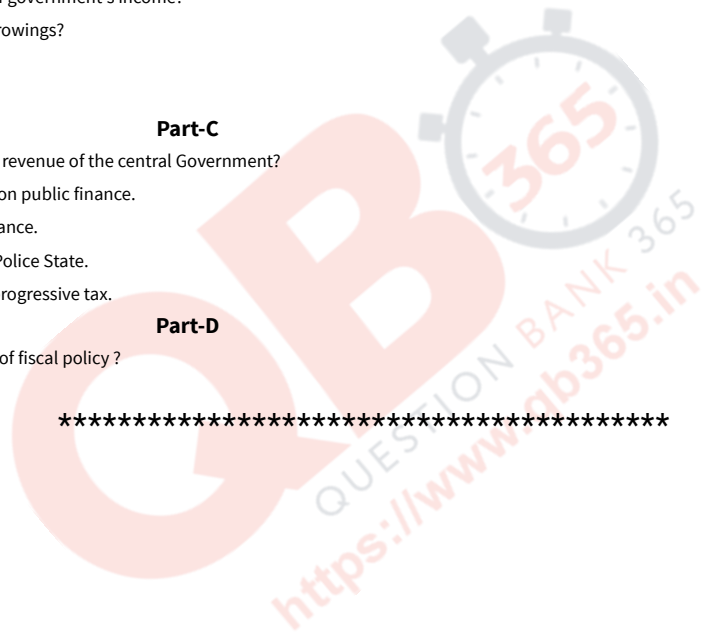 government's income?
rowings?
Part-C
revenue of the central Government?
on public finance.
ance.
Police State.
rogressive tax.
Part-D
of fiscal policy ?
*****************************************
QB
365
QUESTION BANK 365
https://www.qb365.in